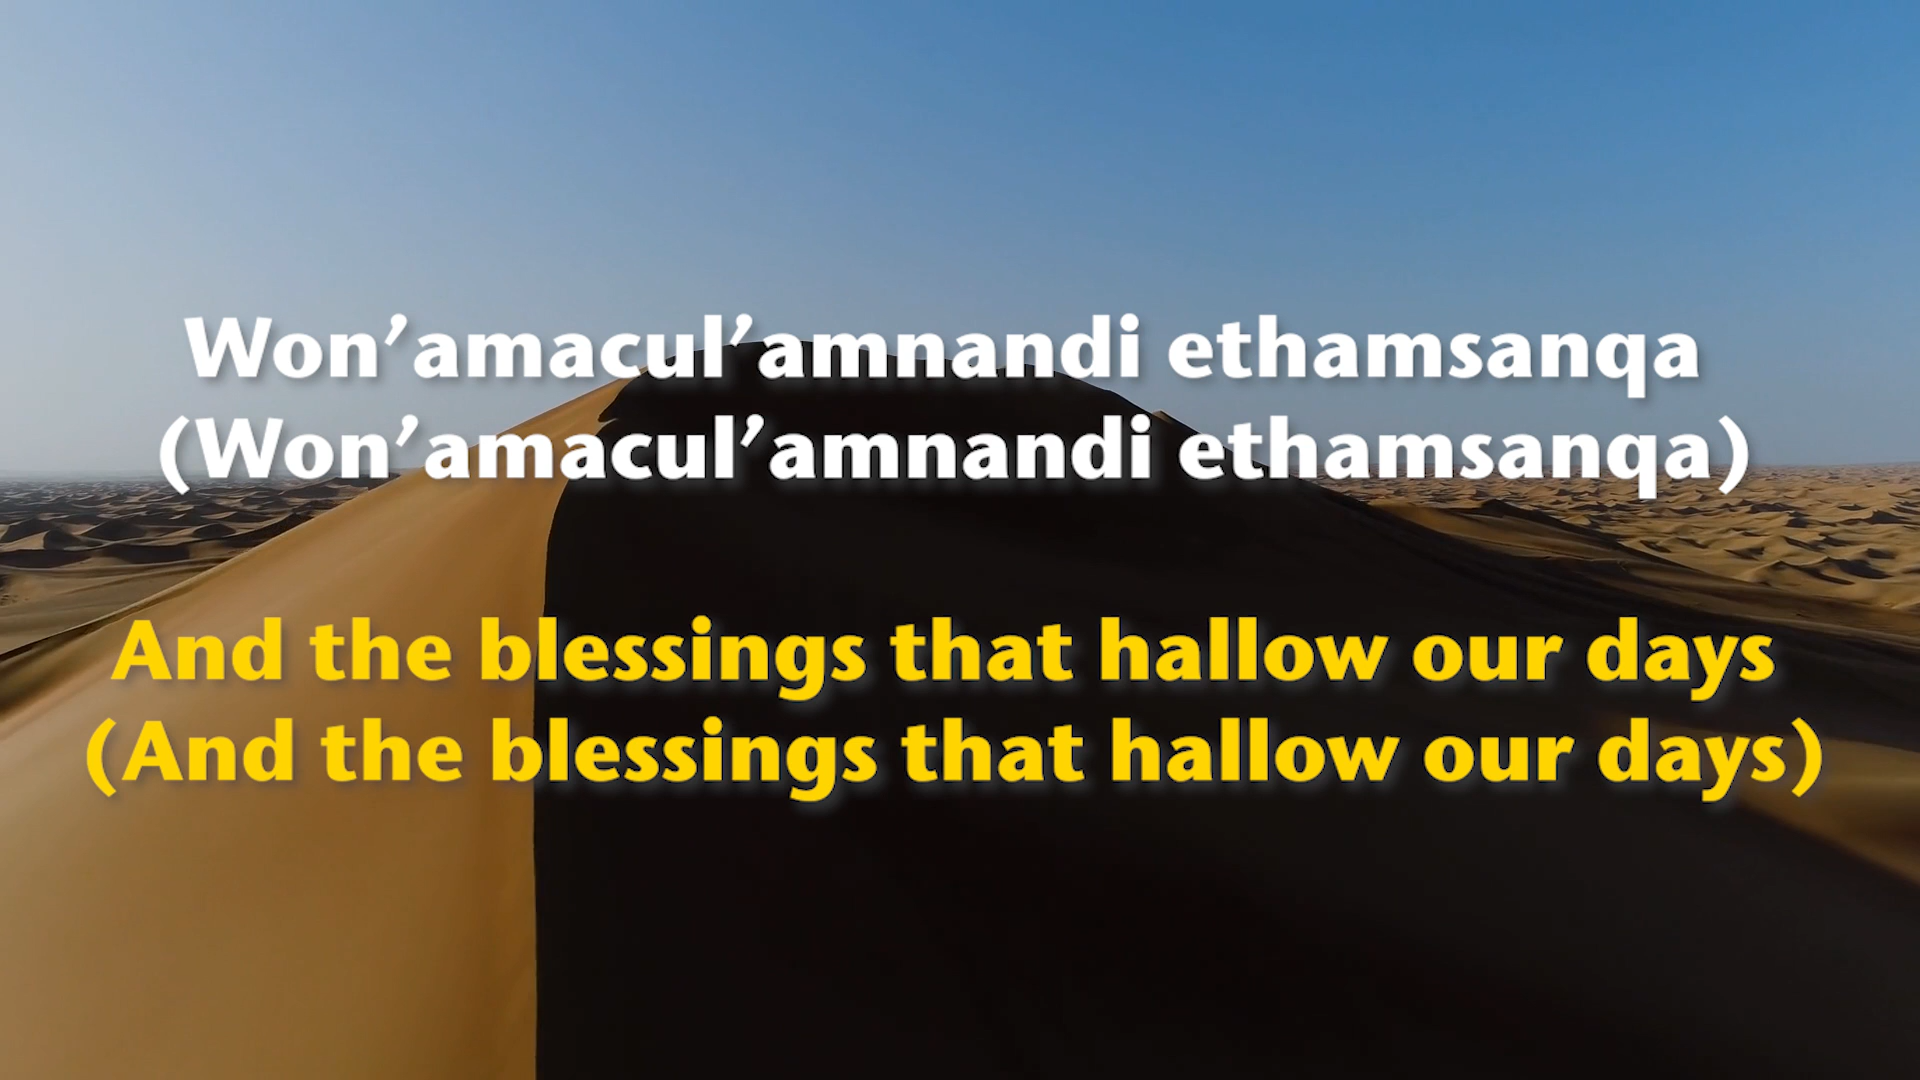 Won’amacul’amnandi ethamsanqa
(Won’amacul’amnandi ethamsanqa)
And the blessings that hallow our days
(And the blessings that hallow our days)